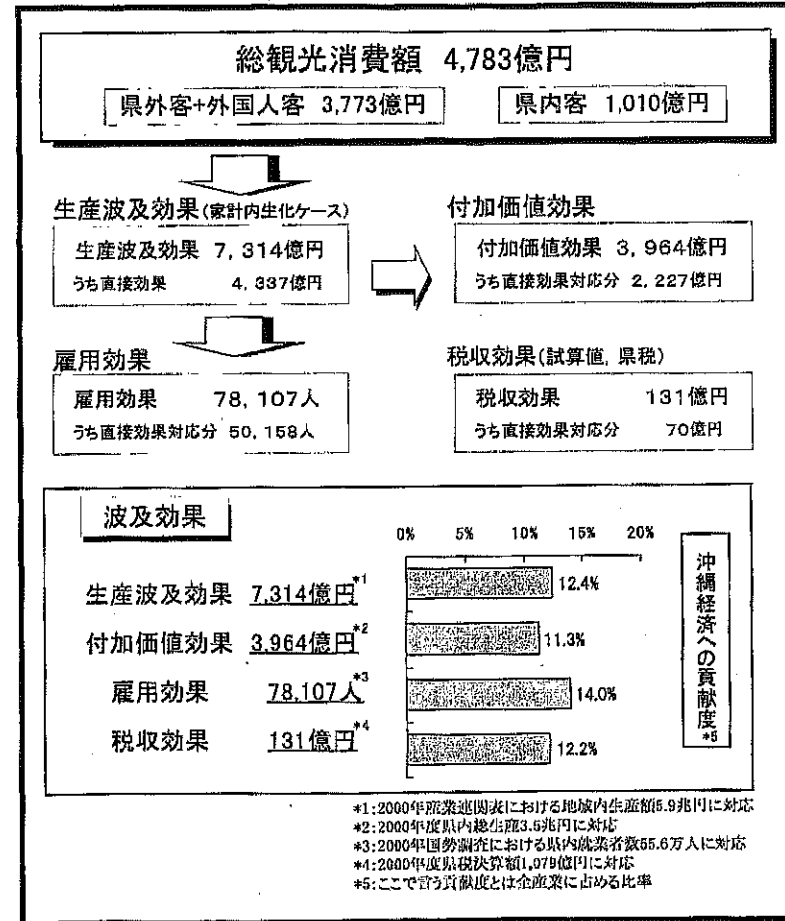 総観光消費額 4,783億円
県外客+外国人客 3,773億円
県内客 1,010億円
生産波及効果(家計内生化ケース)
生産波及効果 7,314億円
うち直接効果 4,337億円
付加価値効果
付加価値効果 3,964億円
うち直接効果対応分 2,227億円
雇用効果
雇用効果 78,107人
うち直接効果対応分 50,158人
税収効果(試算値, 県税)
税収効果 131億円
うち直接効果対応分 70億円
波及効果
0% 5% 10% 15% 20%
生産波及効果 7,314億円*1 12.4%
付加価値効果 3,964億円*2 11.3%
雇用効果 78,107人*3 14.0%
税収効果 131億円*4 12.2%
沖縄経済への貢献度*5
*1:2000年産業連関表における地域内生産額5.9兆円に対応
*2:2000年度県内総生産3.5兆円に対応
*3:2000年国勢調査における県内就業者数55.6万人に対応
*4:2000年度県税決算額1,079億円に対応
*5:ここで言う貢献度とは全産業に占める比率